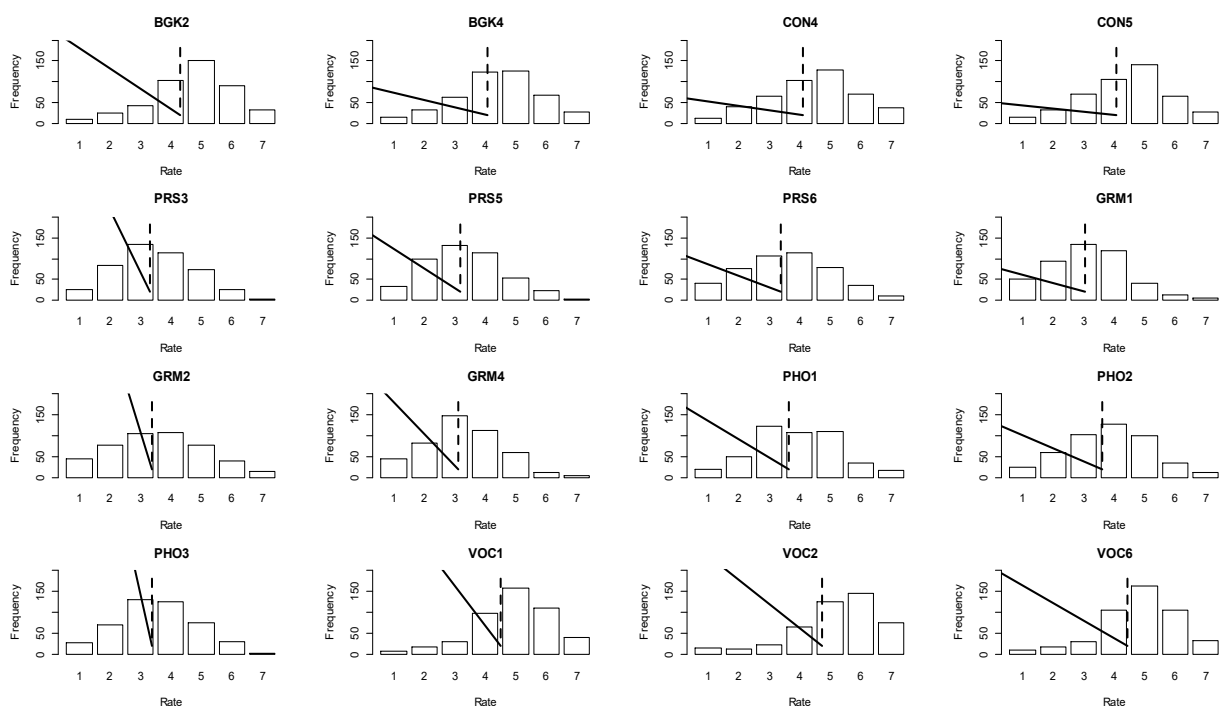 BGK2 BGK4 CON4 CON5
Frequency 0 50 150 Frequency 0 50 150 Frequency 0 50 150 Frequency 0 50 150
1 2 3 4 5 6 7 1 2 3 4 5 6 7 1 2 3 4 5 6 7 1 2 3 4 5 6 7
Rate Rate Rate Rate
PRS3 PRS5 PRS6 GRM1
Frequency 0 50 150 Frequency 0 50 150 Frequency 0 50 150 Frequency 0 50 150
1 2 3 4 5 6 7 1 2 3 4 5 6 7 1 2 3 4 5 6 7 1 2 3 4 5 6 7
Rate Rate Rate Rate
GRM2 GRM4 PHO1 PHO2
Frequency 0 50 150 Frequency 0 50 150 Frequency 0 50 150 Frequency 0 50 150
1 2 3 4 5 6 7 1 2 3 4 5 6 7 1 2 3 4 5 6 7 1 2 3 4 5 6 7
Rate Rate Rate Rate
PHO3 VOC1 VOC2 VOC6
Frequency 0 50 150 Frequency 0 50 150 Frequency 0 50 150 Frequency 0 50 150
1 2 3 4 5 6 7 1 2 3 4 5 6 7 1 2 3 4 5 6 7 1 2 3 4 5 6 7
Rate Rate Rate Rate